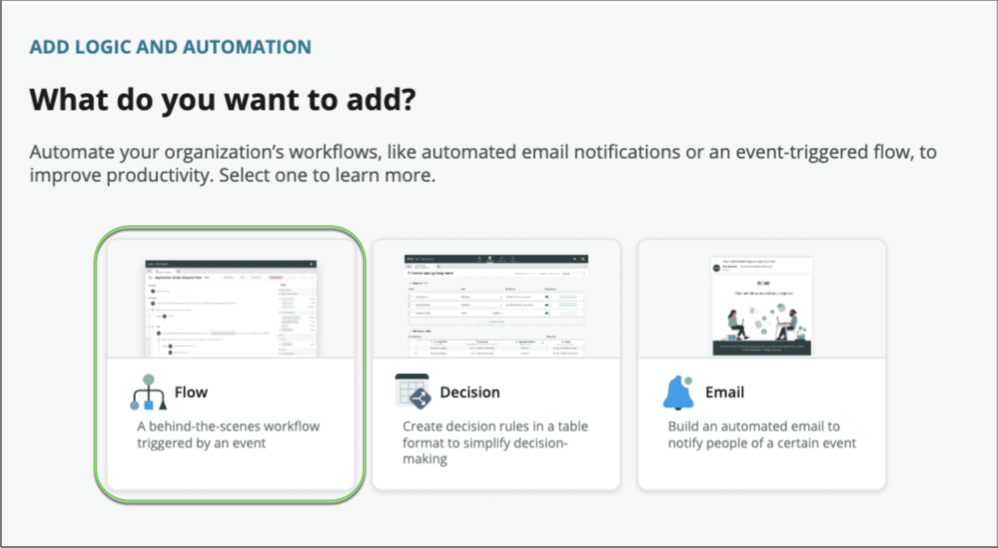 ADD LOGIC AND AUTOMATION
What do you want to add?
Automate your organization's workflows, like automated email notifications or an event-triggered flow, to
improve productivity. Select one to learn more.
Flow
A behind-the-scenes workflow
triggered by an event
Decision
Create decision rules in a table
format to simplify decision-
making
Email
Build an automated email to
notify people of a certain event